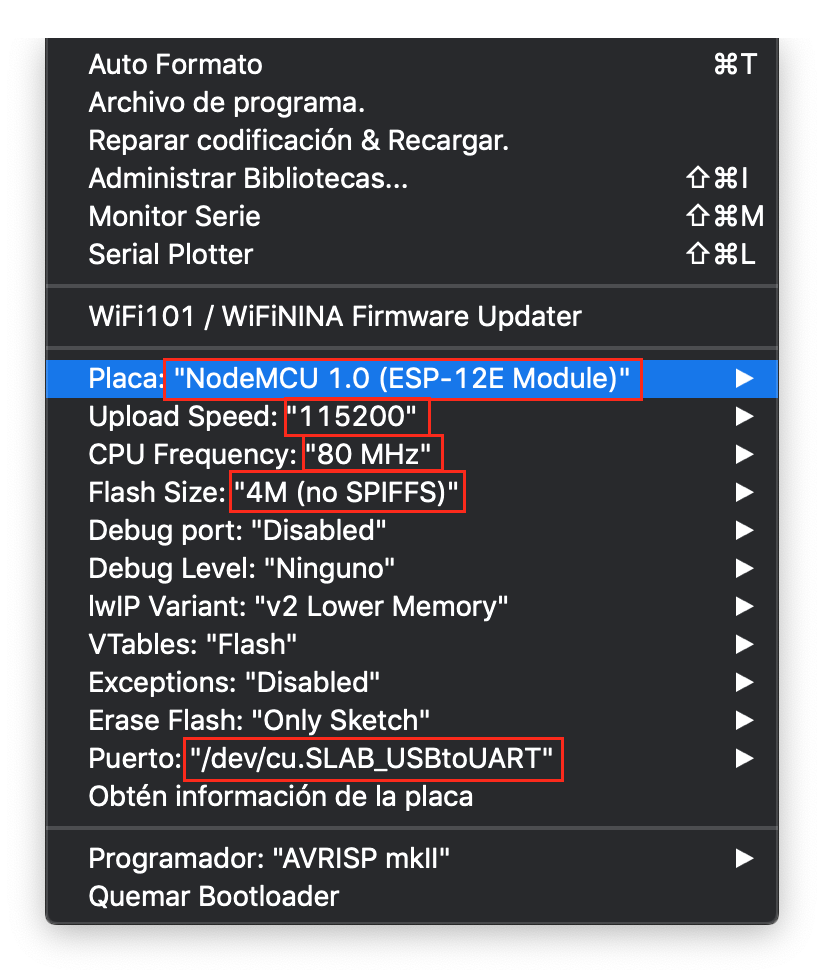 Auto Formato ⌘T
Archivo de programa.
Reparar codificación & Recargar.
Administrar Bibliotecas... ⇧⌘I
Monitor Serie ⇧⌘M
Serial Plotter ⇧⌘L
WiFi101 / WiFiNINA Firmware Updater
Placa: "NodeMCU 1.0 (ESP-12E Module)"
Upload Speed: "115200"
CPU Frequency: "80 MHz"
Flash Size: "4M (no SPIFFS)"
Debug port: "Disabled"
Debug Level: "Ninguno"
lwIP Variant: "v2 Lower Memory"
VTables: "Flash"
Exceptions: "Disabled"
Erase Flash: "Only Sketch"
Puerto: "/dev/cu.SLAB_USBtoUART"
Obtén información de la placa
Programador: "AVRISP mkII"
Quemar Bootloader